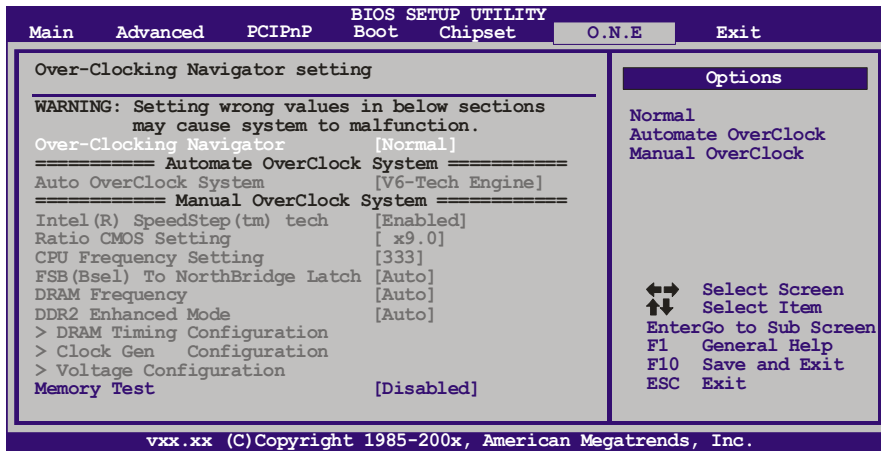 BIOS SETUP UTILITY
Main Advanced PCIPnP Boot Chipset O.N.E Exit
Over-Clocking Navigator setting
WARNING: Setting wrong values in below sections
may cause system to malfunction.
Over-Clocking Navigator [Normal]
=========== Automate OverClock System ===========
Auto OverClock System [V6-Tech Engine]
============ Manual OverClock System ============
Intel(R) SpeedStep(tm) tech [Enabled]
Ratio CMOS Setting [ x9.0]
CPU Frequency Setting [333]
FSB(Bsel) To NorthBridge Latch [Auto]
DRAM Frequency [Auto]
DDR2 Enhanced Mode [Auto]
> DRAM Timing Configuration
> Clock Gen Configuration
> Voltage Configuration
Memory Test [Disabled]
Options
Normal
Automate OverClock
Manual OverClock
Select Screen
Select Item
EnterGo to Sub Screen
F1 General Help
F10 Save and Exit
ESC Exit
vxx.xx (C)Copyright 1985-200x, American Megatrends, Inc.